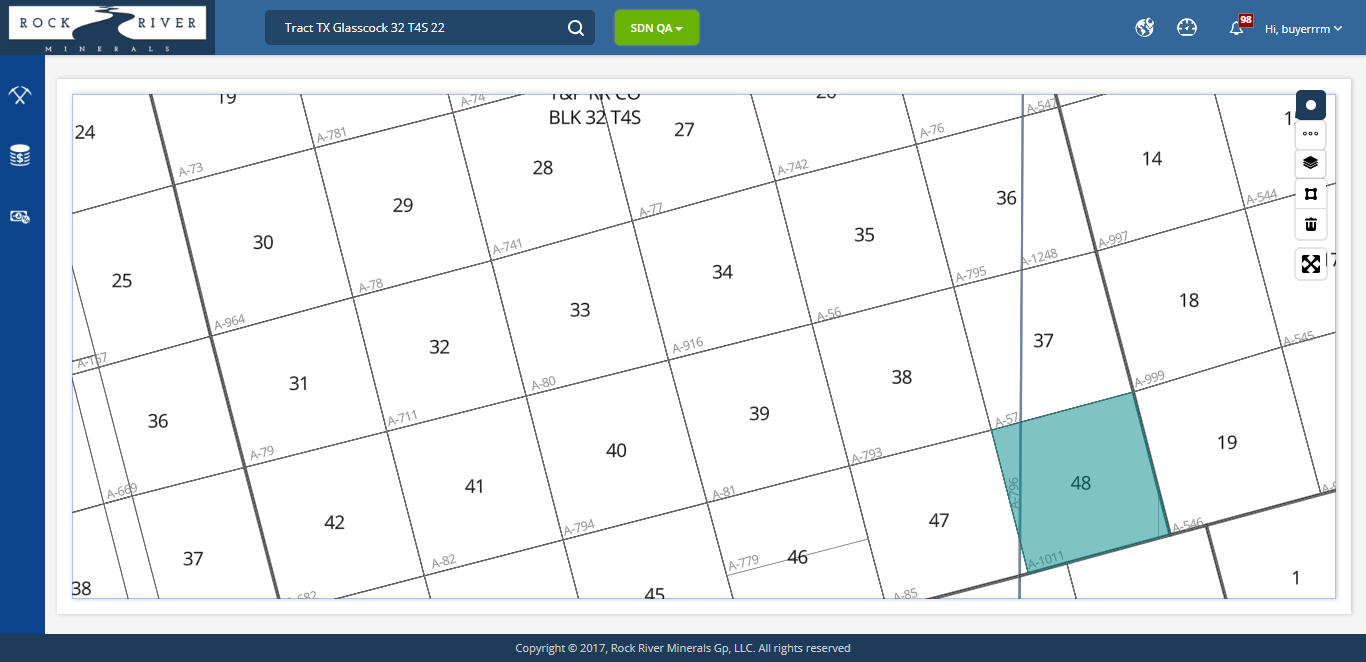 ROCK RIVER
MINERALS
Tract TX Glasscock 32 T4S 22
SDN QA
98
Hi, buyerrrm
19
A-74
T&P RR CO
BLK 32 T4S
27
A-76
A-547
24
A-781
28
A-742
14
A-73
29
A-77
36
A-544
30
A-741
35
A-997
25
A-78
34
A-795
A-1248
A-964
33
A-56
18
32
A-916
37
A-545
A-157
31
A-80
38
A-999
36
A-711
39
A-57
A-79
40
A-793
19
A-669
41
A-81
48
A-796
42
A-794
47
A-546
37
A-82
A-779
46
A-1011
38
A-682
45
A-85
1
Copyright © 2017, Rock River Minerals Gp, LLC. All rights reserved